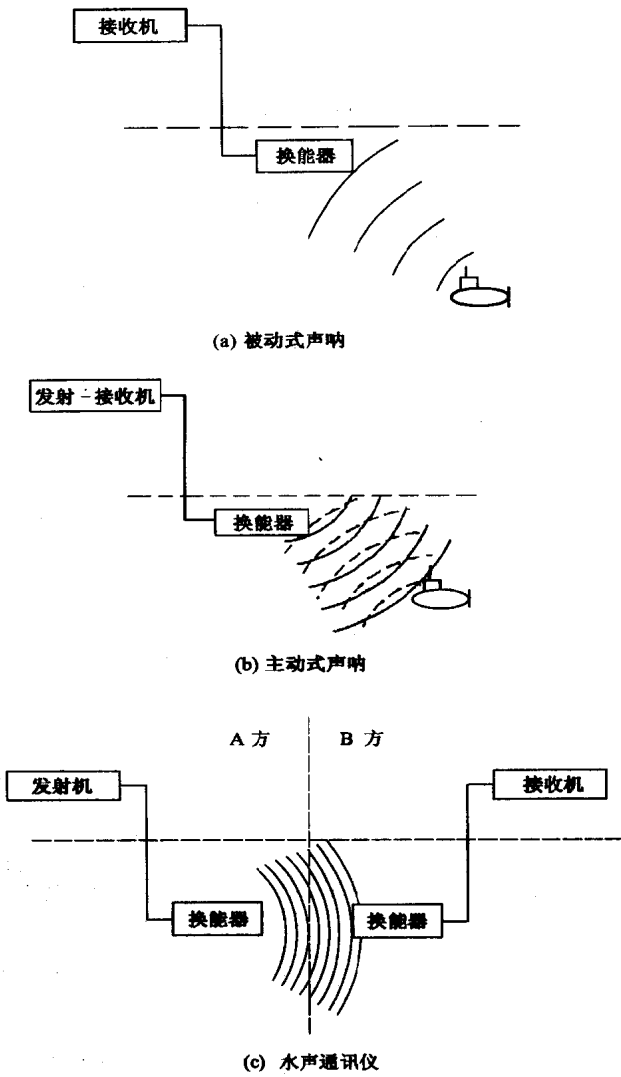 接收机
换能器
(a) 被动式声呐
发射-接收机
换能器
(b) 主动式声呐
A 方 B 方
发射机 接收机
换能器 换能器
(c) 水声通讯仪